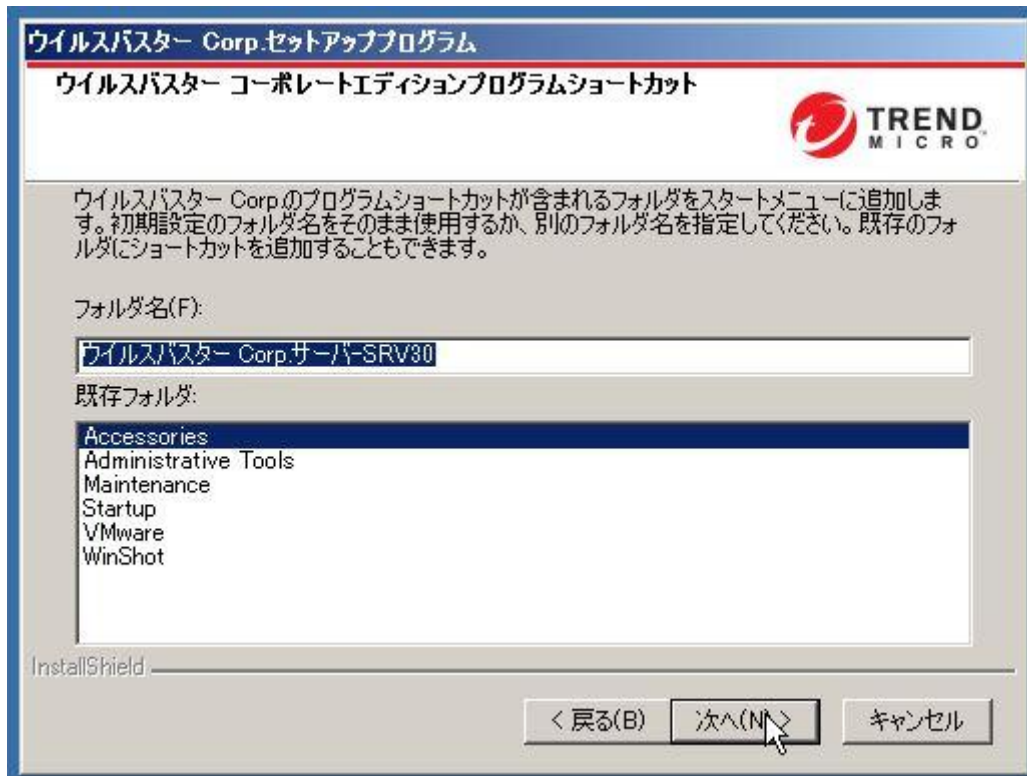 ウイルスバスター Corp.セットアッププログラム
ウイルスバスター コーポレートエディションプログラムショートカット
TREND
MICRO
ウイルスバスター Corp.のプログラムショートカットが含まれるフォルダをスタートメニューに追加しま
す。初期設定のフォルダ名をそのまま使用するか、別のフォルダ名を指定してください。既存のフォ
ルダにショートカットを追加することもできます。
フォルダ名(F):
ウイルスバスター Corp.サーバ-SRV30
既存フォルダ:
Accessories
Administrative Tools
Maintenance
Startup
VMware
WinShot
InstallShield
< 戻る(B)
次へ(N) >
キャンセル